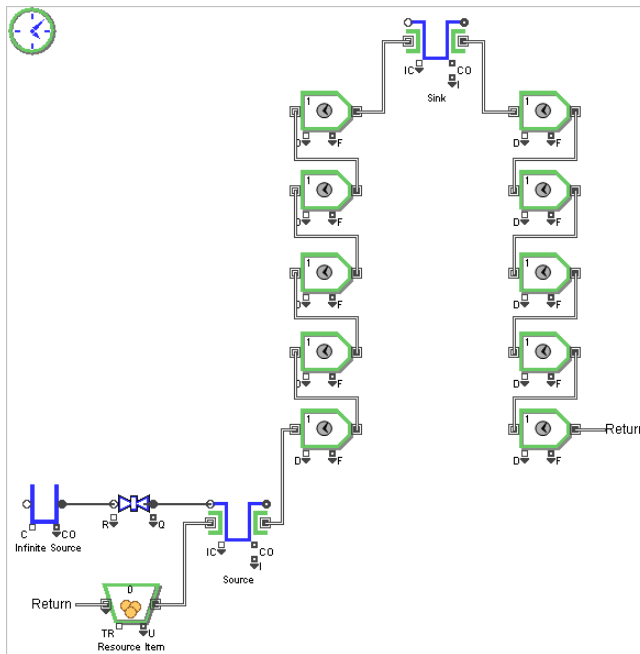 IC CO
I
Sink
1 1
D F D F
1 1
D F D F
1 1
D F D F
1 1
D F D F
1 1
Return
D F D F
C CO R Q
Infinite Source
IC CO
I
Source
D
Return
TR U
Resource Item